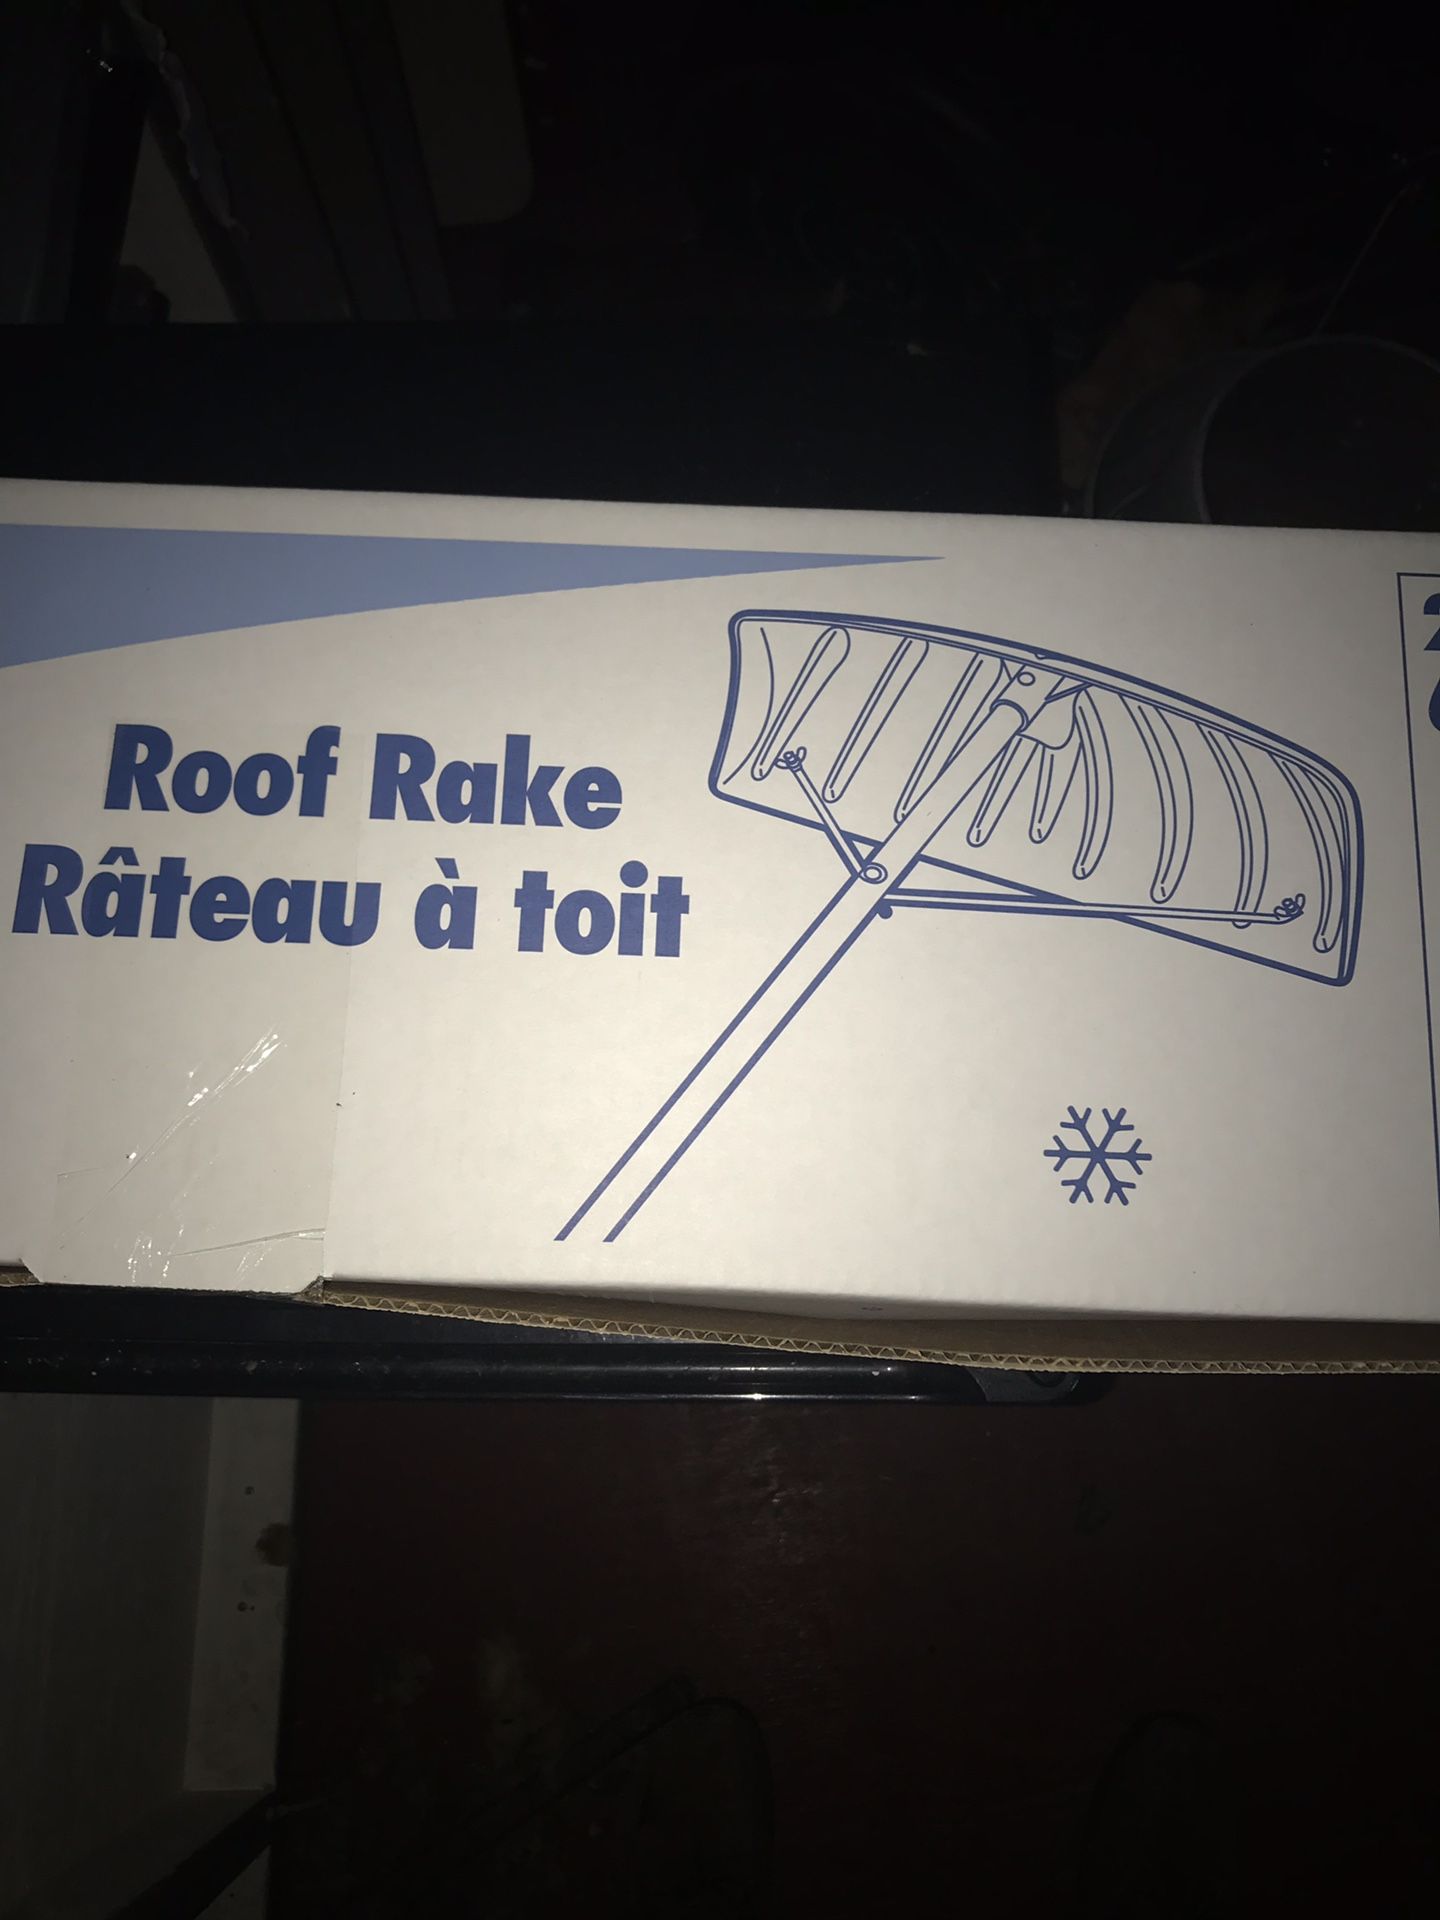 Roof Rake
Râteau à toit